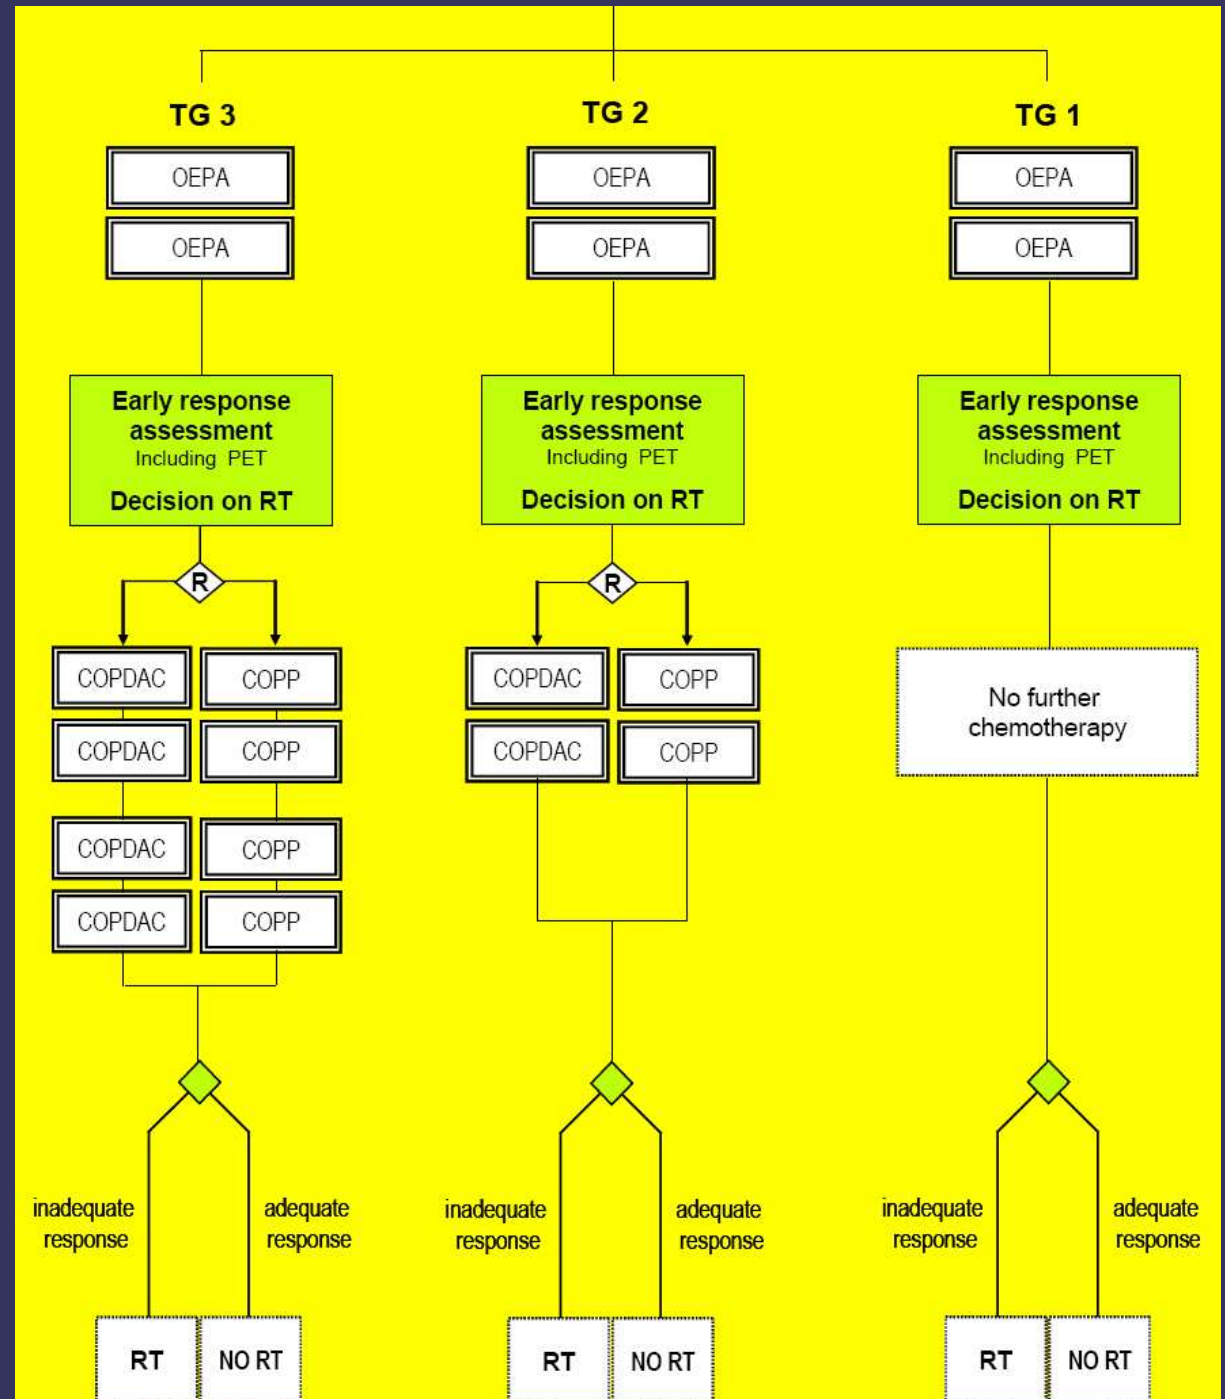 TG 3
TG 2
TG 1
OEPA
OEPA
OEPA
OEPA
OEPA
OEPA
Early response
assessment
Including PET
Decision on RT
Early response
assessment
Including PET
Decision on RT
Early response
assessment
Including PET
Decision on RT
R
R
COPDAC
COPP
COPDAC
COPP
COPDAC
COPP
COPDAC
COPP
COPDAC
COPP
COPDAC
COPP
No further
chemotherapy
inadequate
response
adequate
response
inadequate
response
adequate
response
inadequate
response
adequate
response
RT
NO RT
RT
NO RT
RT
NO RT